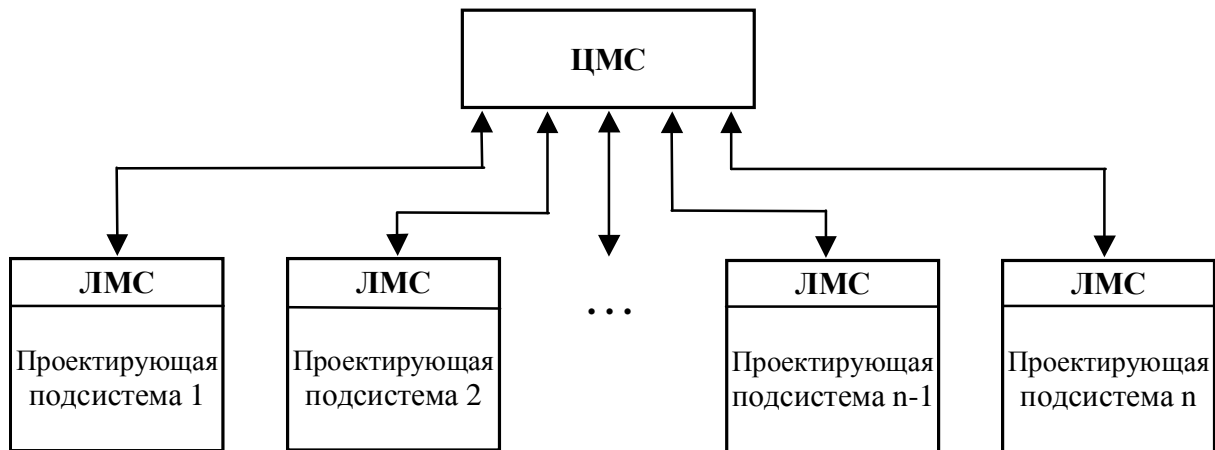 ЦМС
ЛМС
Проектирующая
подсистема 1
ЛМС
Проектирующая
подсистема 2
...
ЛМС
Проектирующая
подсистема n-1
ЛМС
Проектирующая
подсистема n